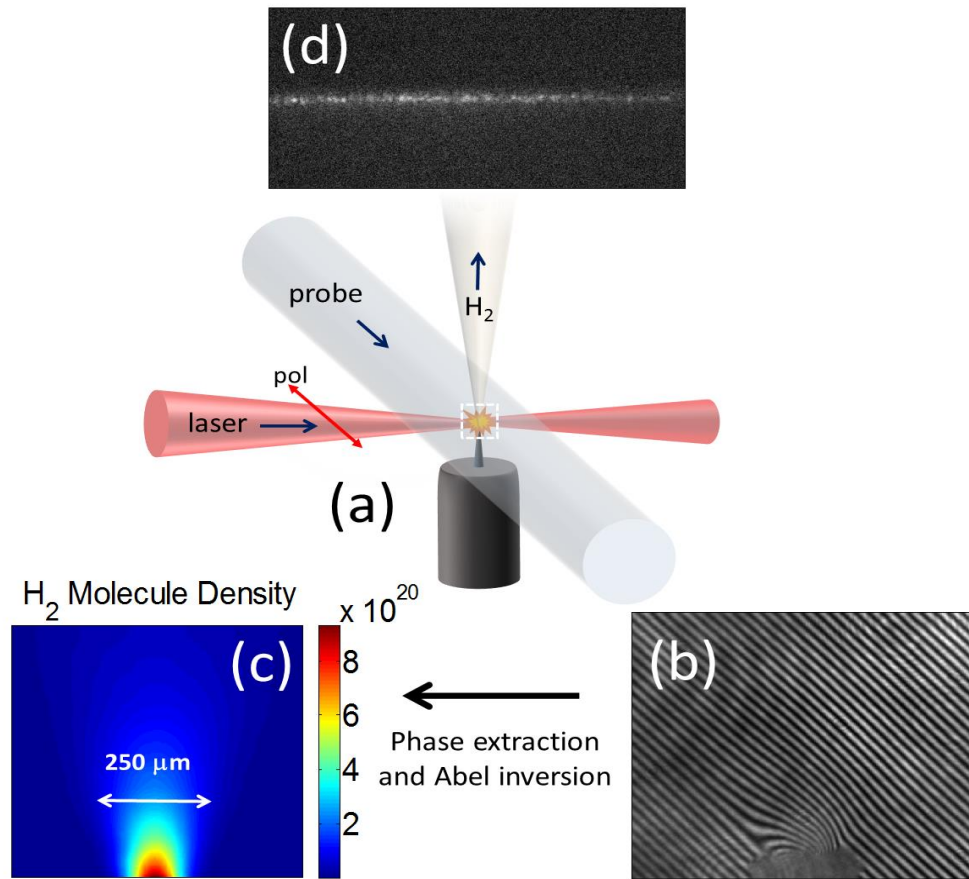 (d)
probe
H2
pol
laser
(a)
H2 Molecule Density
x 10^20
(c)
8
6
4
2
250 μm
Phase extraction
and Abel inversion
(b)